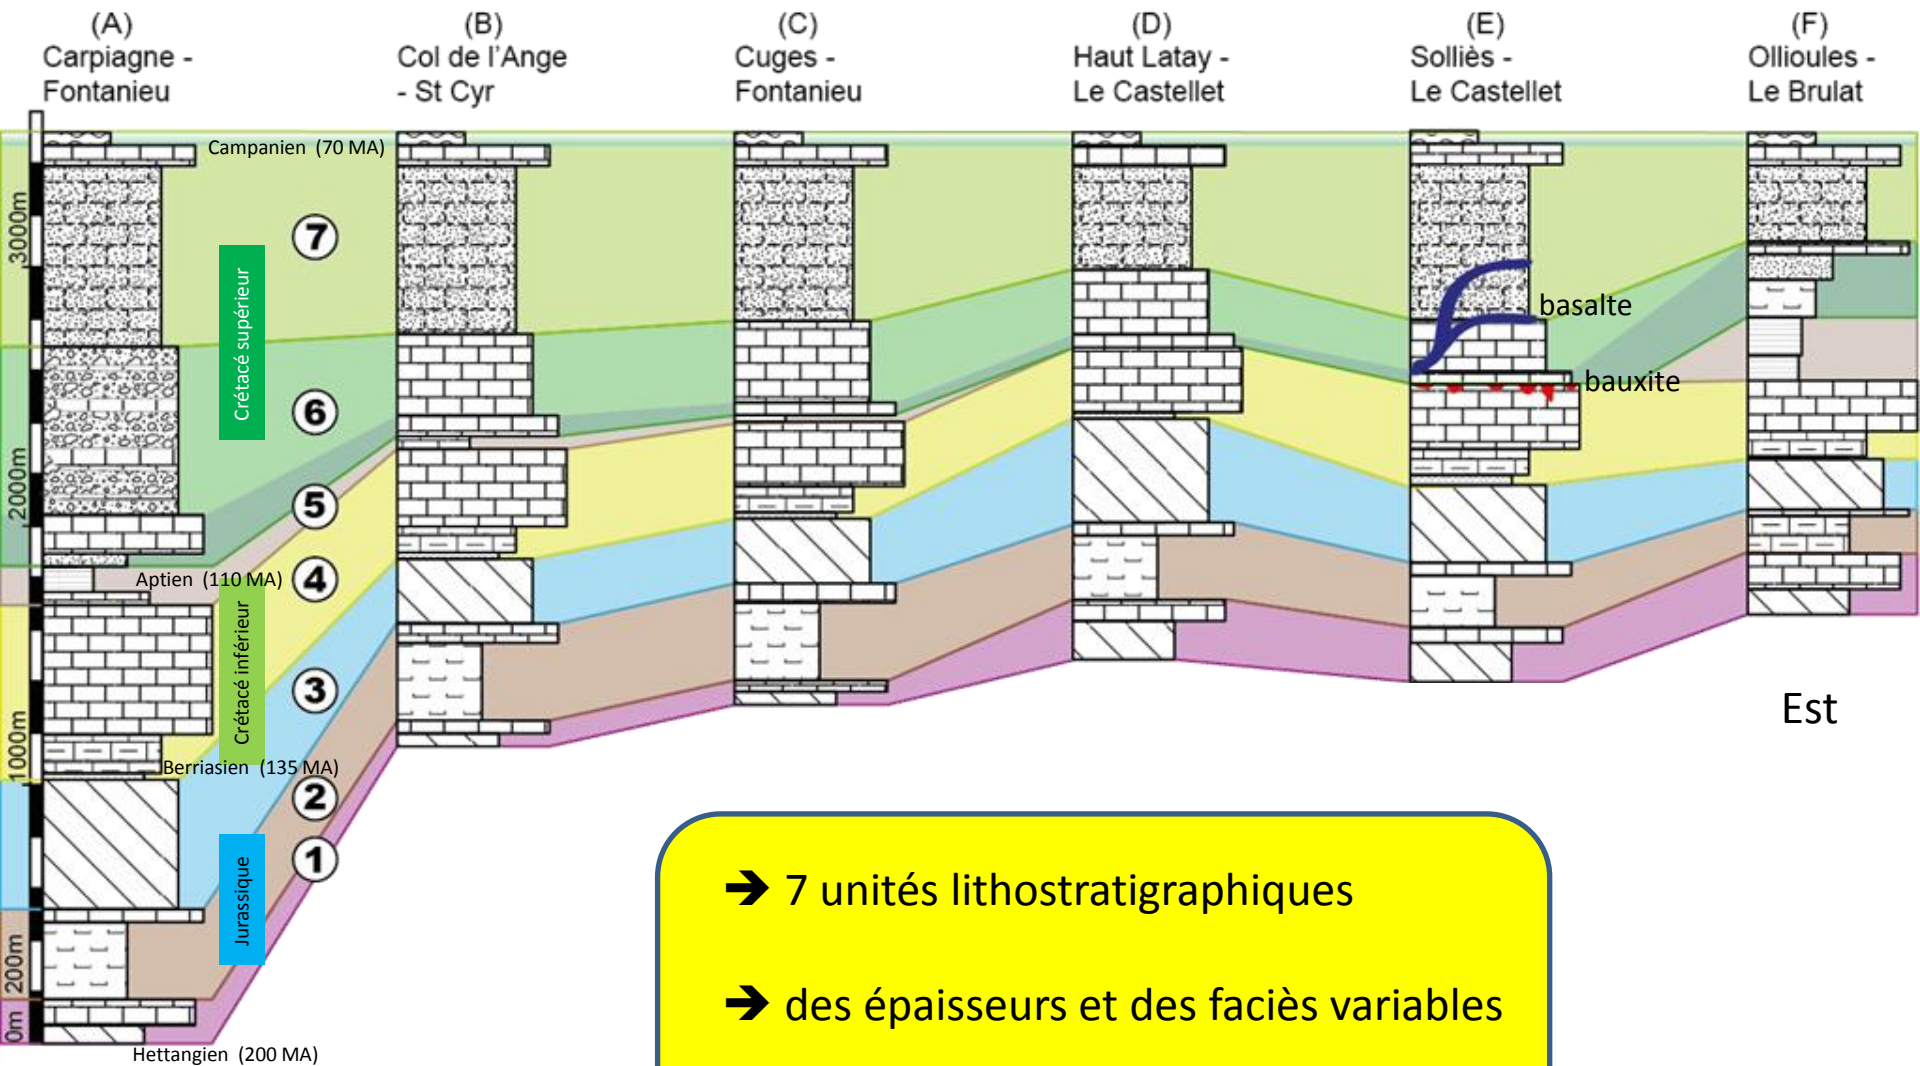 (A)
Carpiagne -
Fontanieu
(B)
Col de l'Ange
- St Cyr
(C)
Cuges -
Fontanieu
(D)
Haut Latay -
Le Castellet
(E)
Solliès -
Le Castellet
(F)
Ollioules -
Le Brulat
Campanien (70 MA)
3000m
7
Crétacé supérieur
basalte
bauxite
6
2000m
5
Aptien (110 MA)
4
Crétacé inférieur
3
Est
1000m
Berriasien (135 MA)
2
1
Jurassique
200m
0m
Hettangien (200 MA)
➔ 7 unités lithostratigraphiques
➔ des épaisseurs et des faciès variables